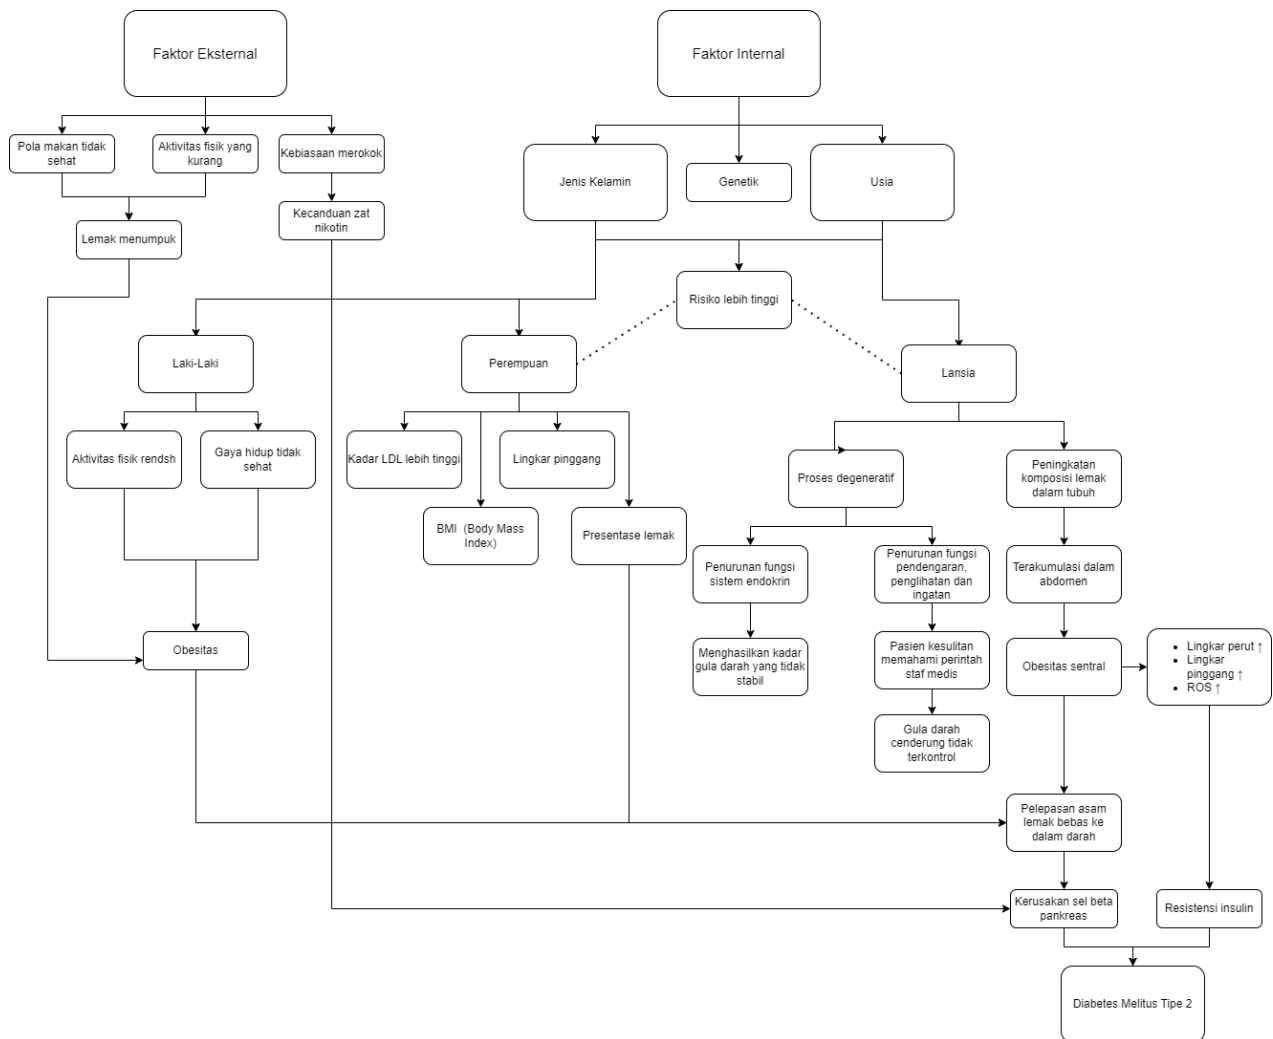 Faktor Eksternal
Faktor Internal
Pola makan tidak
sehat
Aktivitas fisik yang
kurang
Kebiasaan merokok
Jenis Kelamin
Genetik
Usia
Kecanduan zat
nikotin
Lemak menumpuk
Risiko lebih tinggi
Laki-Laki
Perempuan
Lansia
Aktivitas fisik rendsh
Gaya hidup tidak
sehat
Kadar LDL lebih tinggi
Lingkar pinggang
BMI (Body Mass
Index)
Presentase lemak
Proses degeneratif
Peningkatan
komposisi lemak
dalam tubuh
Penurunan fungsi
sistem endokrin
Penurunan fungsi
pendengaran,
penglihatan dan
ingatan
Terakumulasi dalam
abdomen
Obesitas
Menghasilkan kadar
gula darah yang tidak
stabil
Pasien kesulitan
memahami perintah
staf medis
Obesitas sentral
• Lingkar perut ↑
• Lingkar
pinggang ↑
• ROS ↑
Gula darah
cenderung tidak
terkontrol
Pelepasan asam
lemak bebas ke
dalam darah
Kerusakan sel beta
pankreas
Resistensi insulin
Diabetes Melitus Tipe 2